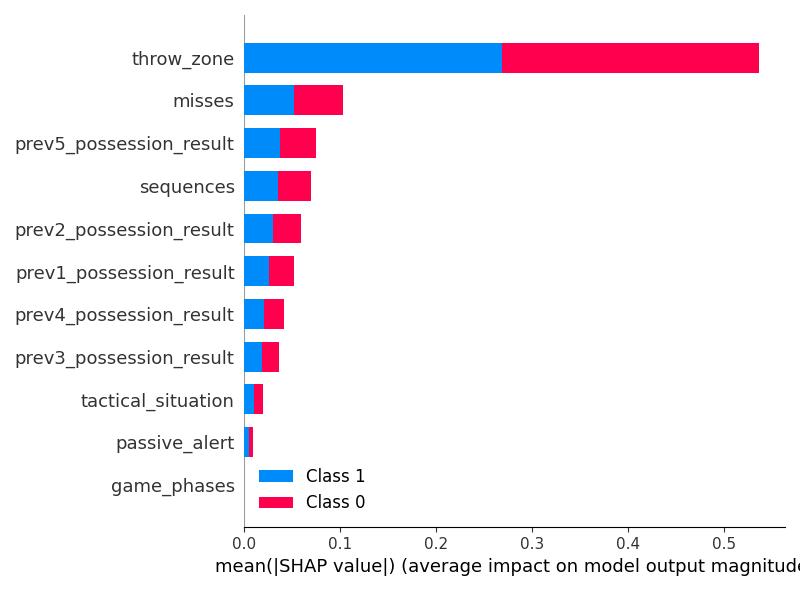 throw_zone
misses
prev5_possession_result
sequences
prev2_possession_result
prev1_possession_result
prev4_possession_result
prev3_possession_result
tactical_situation
passive_alert
game_phases
Class 1
Class 0
0.0 0.1 0.2 0.3 0.4 0.5
mean(|SHAP value|) (average impact on model output magnitude